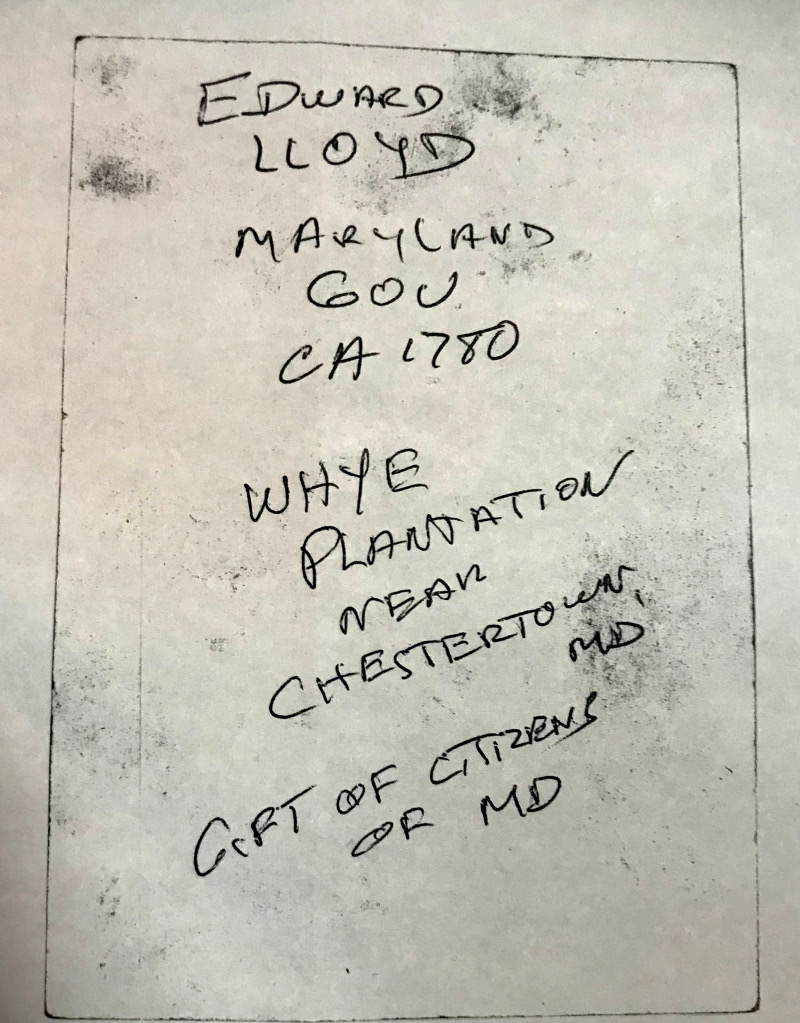 EDWARD
LLOYD
MARYLAND
GOV
CA 1780
WHYE
PLANTATION
NEAR
CHESTERTOWN,
MD
GIFT OF CITIZENS
OF MD